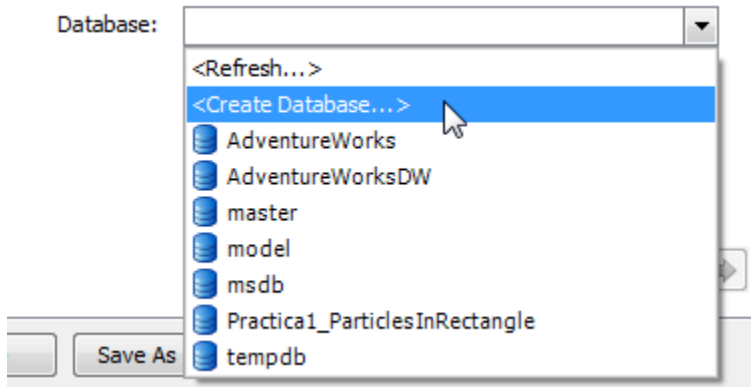 Database:
<Refresh...>
<Create Database...>
AdventureWorks
AdventureWorksDW
master
model
msdb
Practica1_ParticlesInRectangle
tempdb
Save As